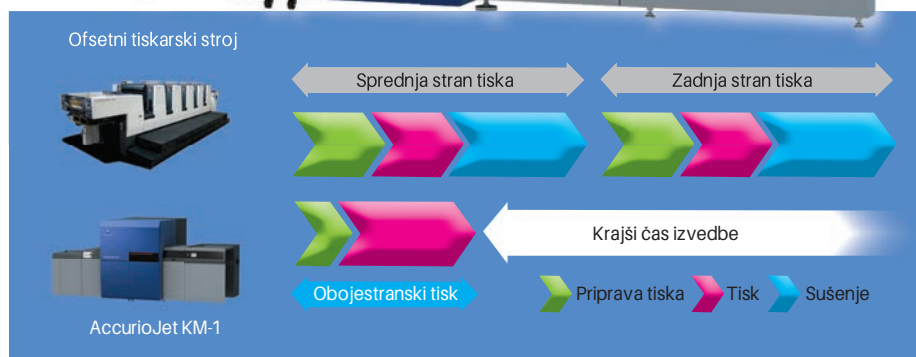 Ofsetni tiskarski stroj
Sprednja stran tiska
Zadnja stran tiska
Krajši čas izvedbe
Obojestranski tisk
Priprava tiska
Tisk
Sušenje
AccurioJet KM-1